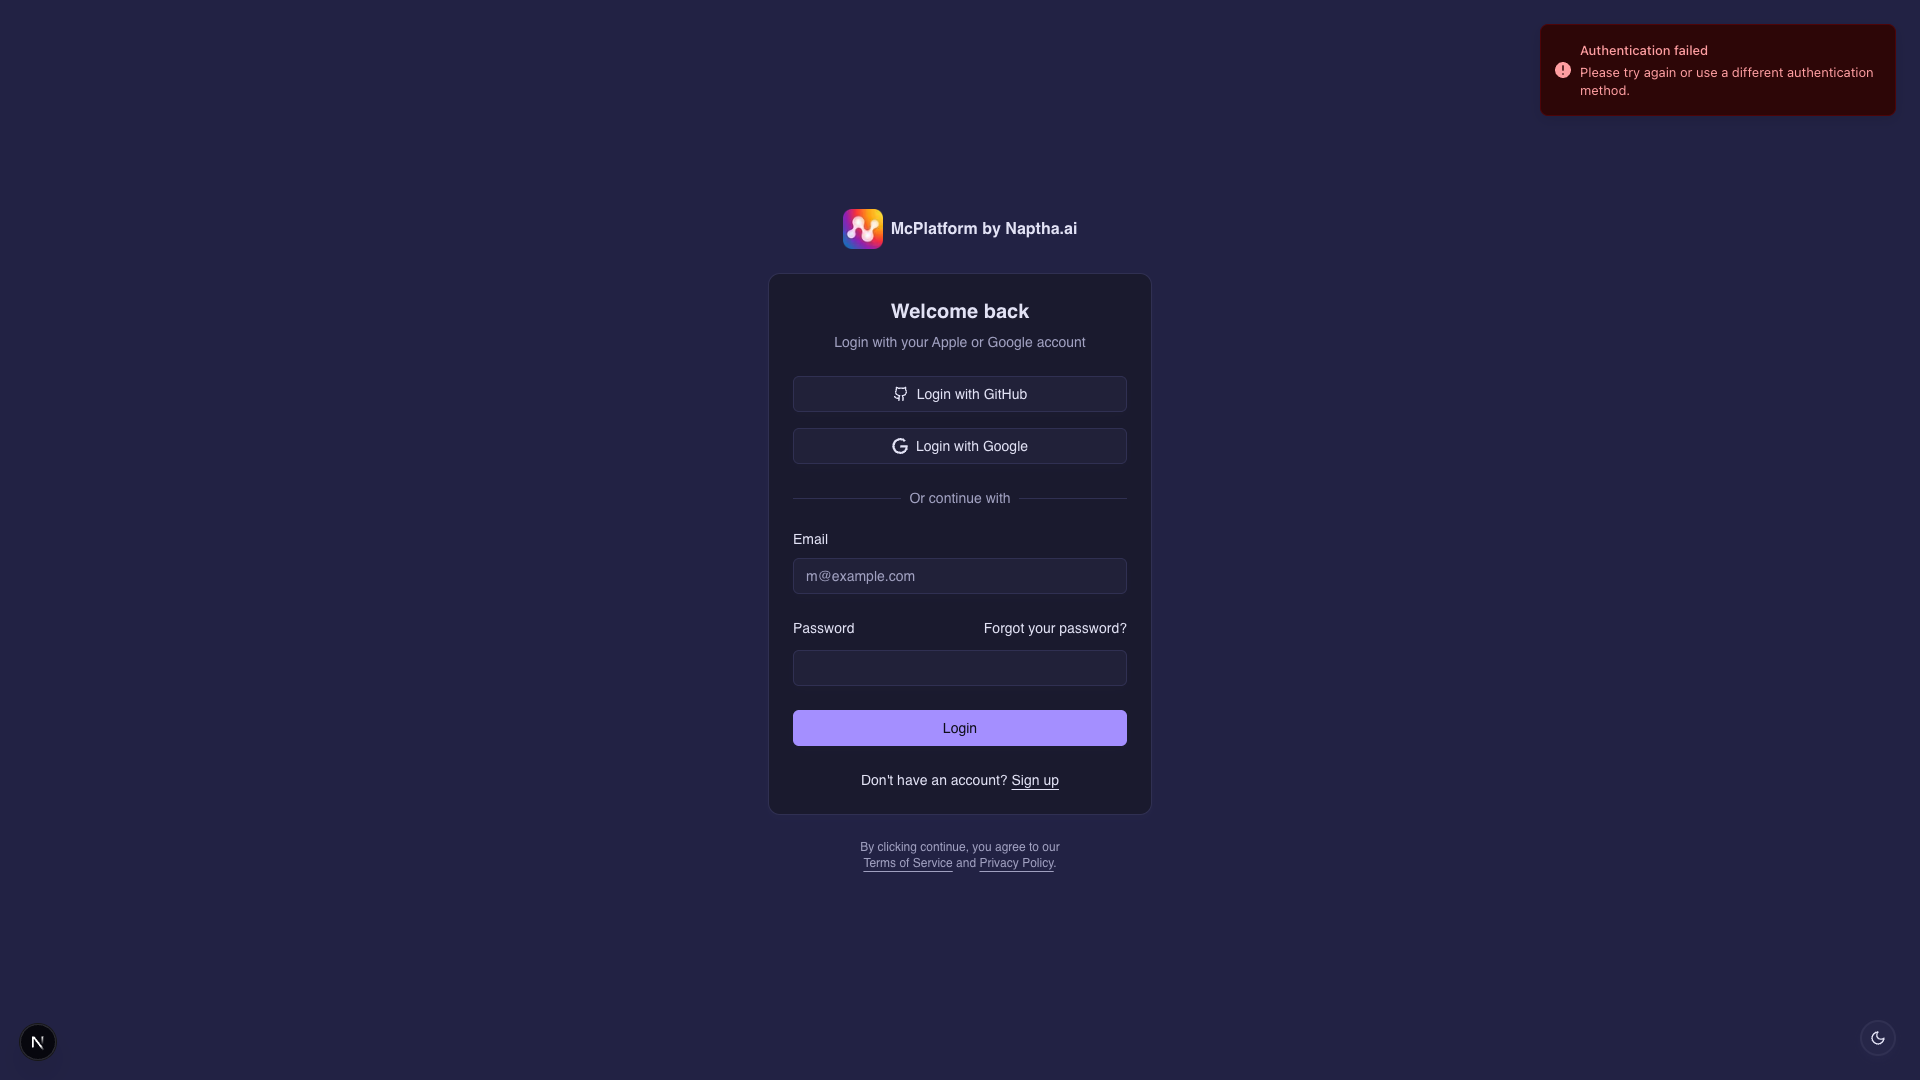 Authentication failed
Please try again or use a different authentication
method.
McPlatform by Naptha.ai
Welcome back
Login with your Apple or Google account
Login with GitHub
Login with Google
Or continue with
Email
m@example.com
Password
Forgot your password?
Login
Don't have an account? Sign up
By clicking continue, you agree to our
Terms of Service and Privacy Policy.
N